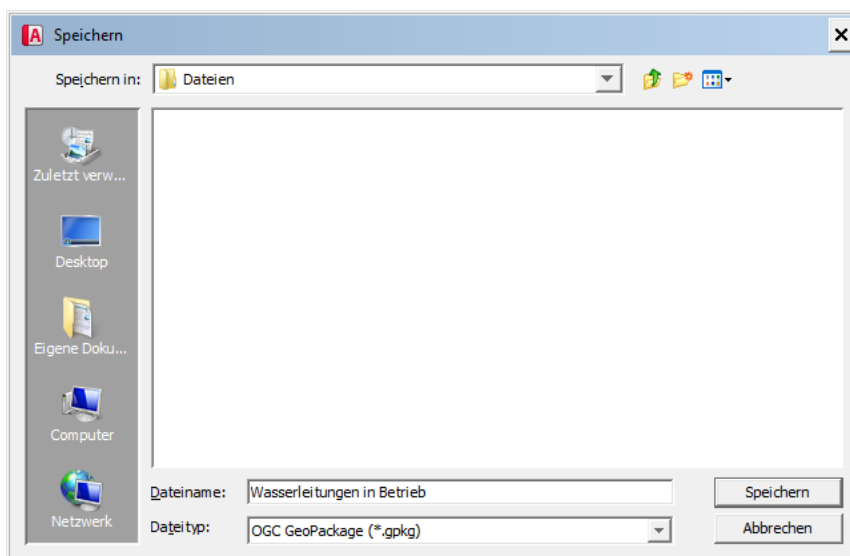 A Speichern
Speichern in: Dateien
Zuletzt verw...
Desktop
Eigene Doku...
Computer
Netzwerk
Dateiname: Wasserleitungen in Betrieb Speichern
Dateityp: OGC GeoPackage (*.gpkg) Abbrechen